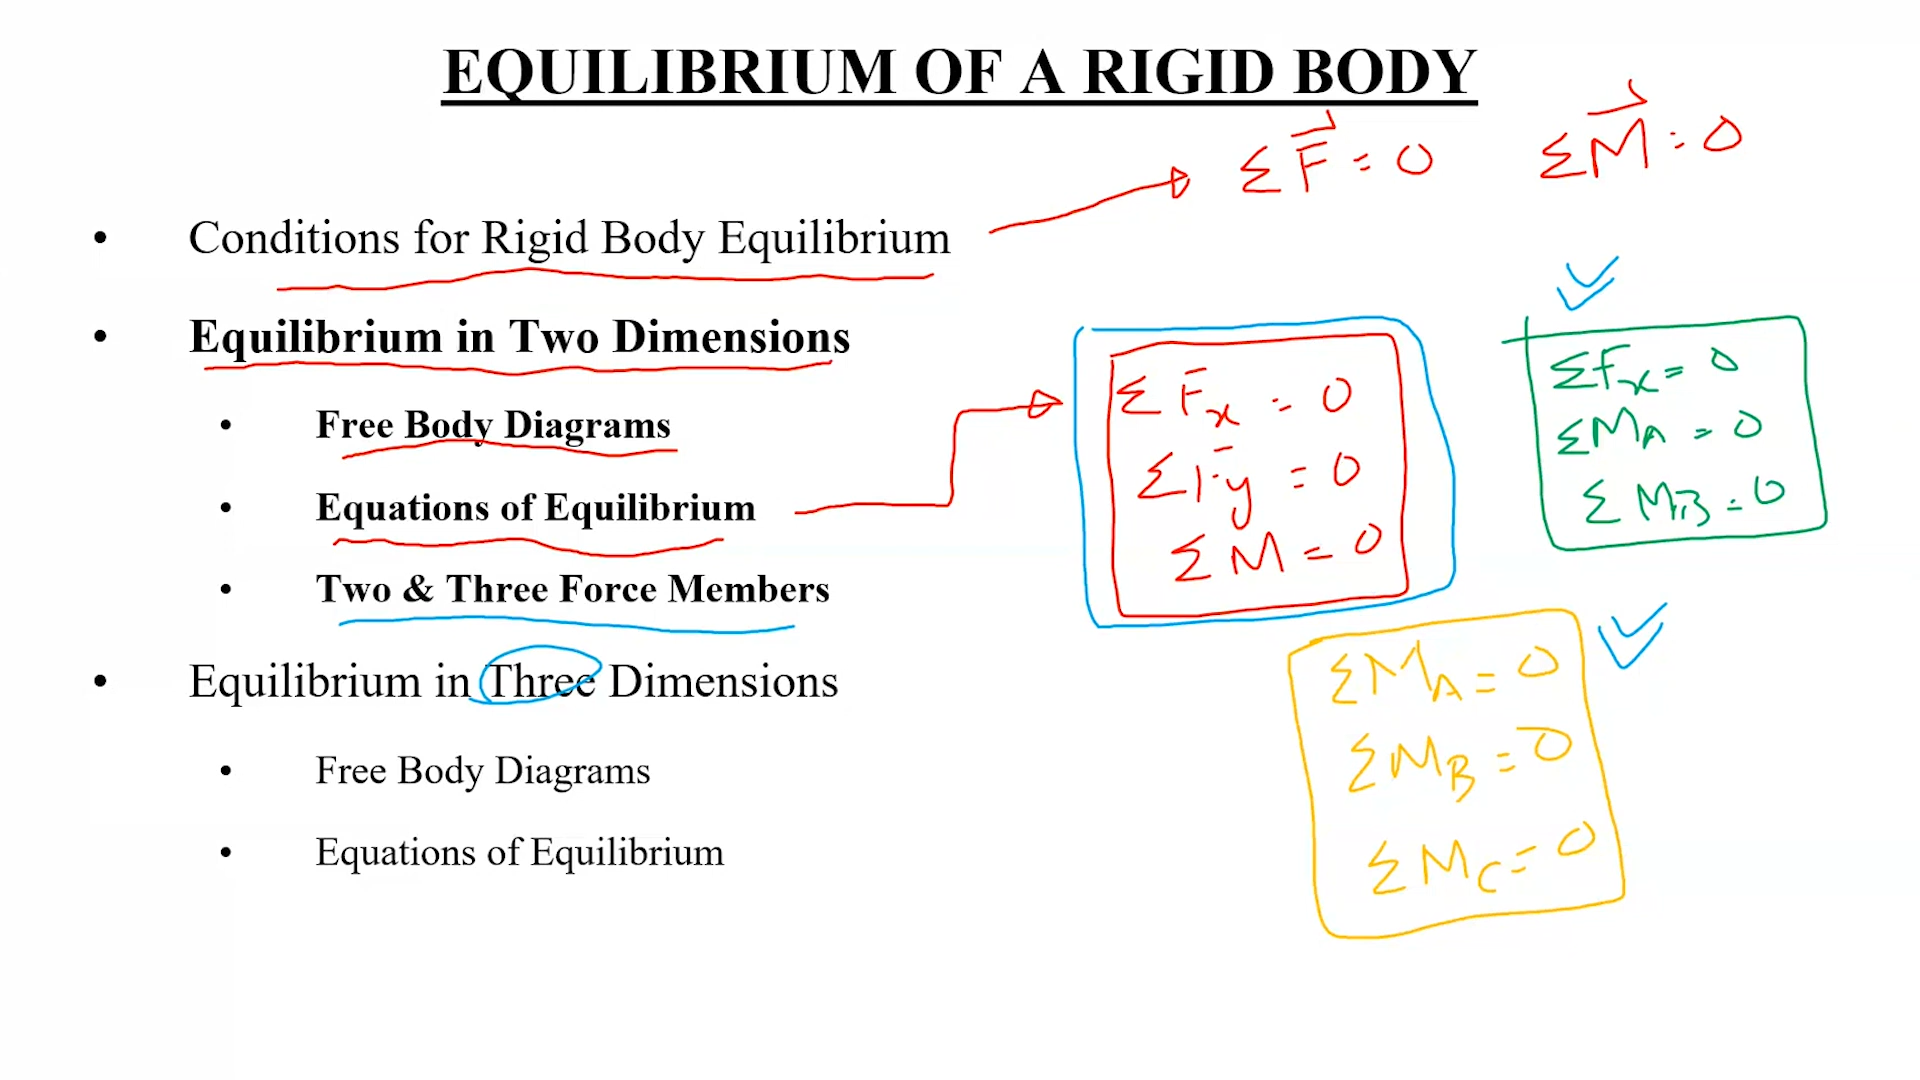 EQUILIBRIUM OF A RIGID BODY
ΣF = 0 ΣM = 0
• Conditions for Rigid Body Equilibrium
• Equilibrium in Two Dimensions
• Free Body Diagrams
• Equations of Equilibrium
• Two & Three Force Members
• Equilibrium in Three Dimensions
• Free Body Diagrams
• Equations of Equilibrium
ΣFx = 0
ΣFy = 0
ΣM = 0
ΣFx = 0
ΣMA = 0
ΣMB = 0
ΣMA = 0
ΣMB = 0
ΣMC = 0